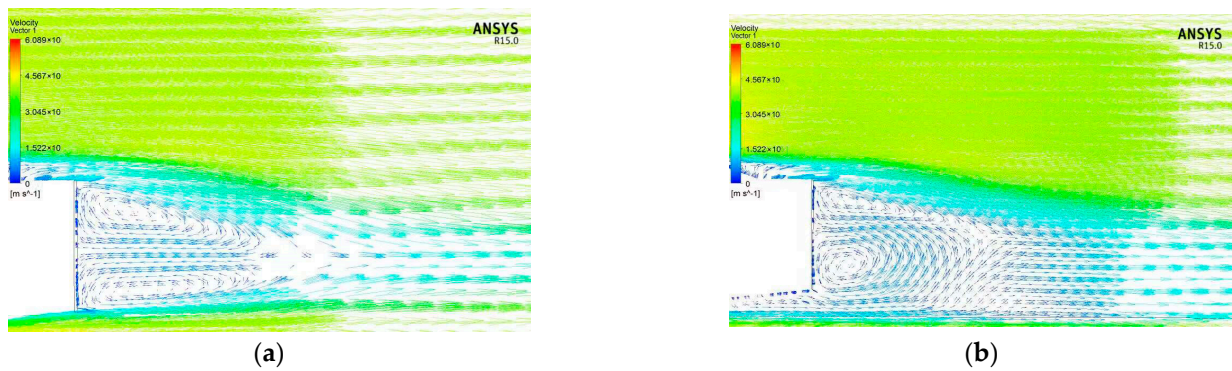 Velocity
Vector 1
6.089×10
4.567×10
3.045×10
1.522×10
0
[m s^-1]
ANSYS
R15.0
(a)
Velocity
Vector 1
6.089×10
4.567×10
3.045×10
1.522×10
0
[m s^-1]
ANSYS
R15.0
(b)